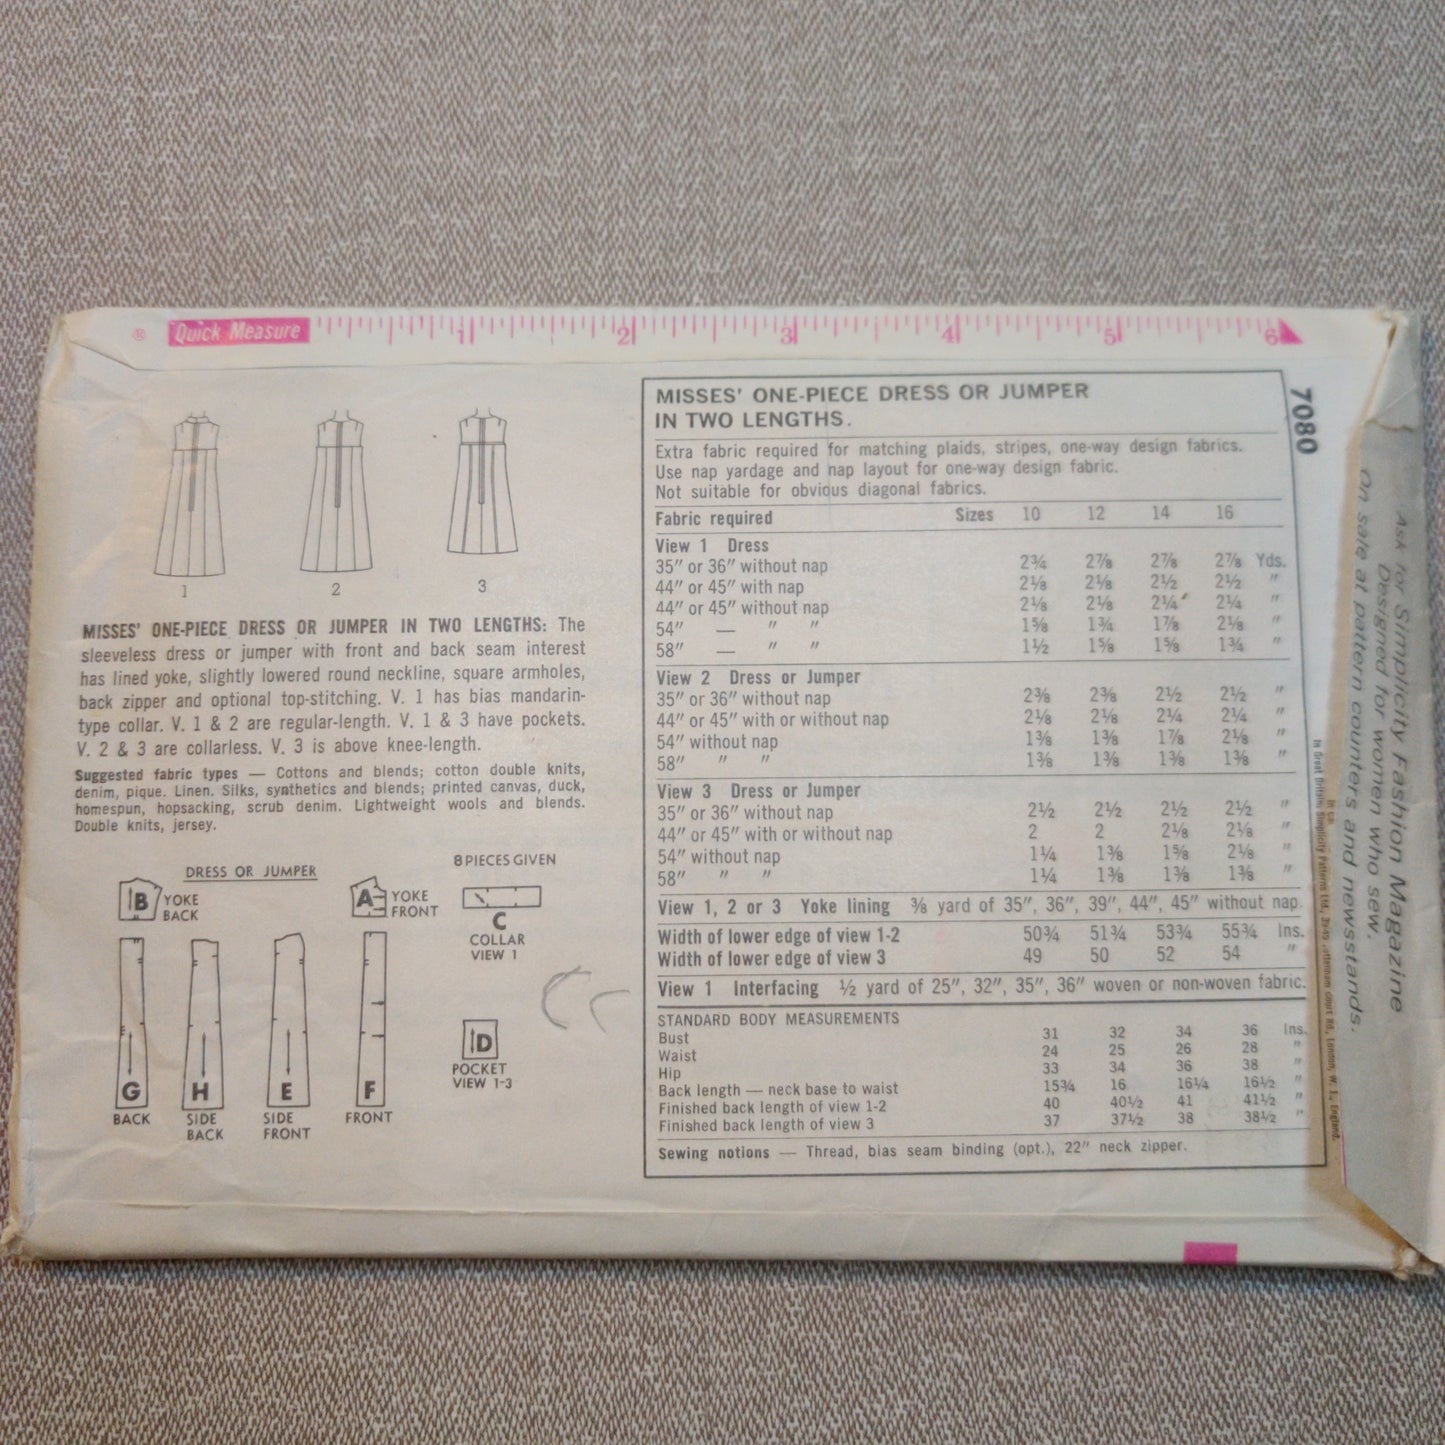 ® Quick Measure 1 2 3 4 5 6
1 2 3
MISSES' ONE-PIECE DRESS OR JUMPER IN TWO LENGTHS: The
sleeveless dress or jumper with front and back seam interest
has lined yoke, slightly lowered round neckline, square armholes,
back zipper and optional top-stitching. V. 1 has bias mandarin-
type collar. V. 1 & 2 are regular-length. V. 1 & 3 have pockets.
V. 2 & 3 are collarless. V. 3 is above knee-length.
Suggested fabric types — Cottons and blends; cotton double knits,
denim, pique. Linen. Silks, synthetics and blends; printed canvas, duck,
homespun, hopsacking, scrub denim. Lightweight wools and blends.
Double knits, jersey.
8 PIECES GIVEN
DRESS OR JUMPER
B YOKE
BACK
A YOKE
FRONT
C
COLLAR
VIEW 1
G
BACK
H
SIDE
BACK
E
SIDE
FRONT
F
FRONT
D
POCKET
VIEW 1-3
MISSES' ONE-PIECE DRESS OR JUMPER
IN TWO LENGTHS.
Extra fabric required for matching plaids, stripes, one-way design fabrics.
Use nap yardage and nap layout for one-way design fabric.
Not suitable for obvious diagonal fabrics.
Fabric required Sizes 10 12 14 16
View 1 Dress
35" or 36" without nap 2¾ 2⅞ 2⅞ 2⅞ Yds.
44" or 45" with nap 2⅛ 2⅛ 2½ 2½ "
44" or 45" without nap 2⅛ 2⅛ 2¼ 2¼ "
54" — " " 1⅝ 1¾ 1⅞ 2⅛ "
58" — " " 1½ 1⅝ 1⅝ 1¾ "
View 2 Dress or Jumper
35" or 36" without nap 2⅜ 2⅜ 2½ 2½ "
44" or 45" with or without nap 2⅛ 2⅛ 2¼ 2¼ "
54" without nap 1⅜ 1⅜ 1⅞ 2⅛ "
58" " " 1⅜ 1⅜ 1⅜ 1⅜ "
View 3 Dress or Jumper
35" or 36" without nap 2½ 2½ 2½ 2½ "
44" or 45" with or without nap 2 2 2⅛ 2⅛ "
54" without nap 1¼ 1⅜ 1⅝ 2⅛ "
58" " " 1¼ 1⅜ 1⅜ 1⅜ "
View 1, 2 or 3 Yoke lining ⅜ yard of 35", 36", 39", 44", 45" without nap.
Width of lower edge of view 1-2 50¾ 51¾ 53¾ 55¾ Ins.
Width of lower edge of view 3 49 50 52 54 "
View 1 Interfacing ½ yard of 25", 32", 35", 36" woven or non-woven fabric.
STANDARD BODY MEASUREMENTS
Bust 31 32 34 36 Ins.
Waist 24 25 26 28 "
Hip 33 34 36 38 "
Back length — neck base to waist 15¾ 16 16¼ 16½ "
Finished back length of view 1-2 40 40½ 41 41½ "
Finished back length of view 3 37 37½ 38 38½ "
Sewing notions — Thread, bias seam binding (opt.), 22" neck zipper.
7080
Ask for Simplicity Fashion Magazine
Designed for women who sew.
On sale at pattern counters and newsstands.
In Great Britain: Simplicity Patterns Ltd., Court Rd., London, W. 1., England.